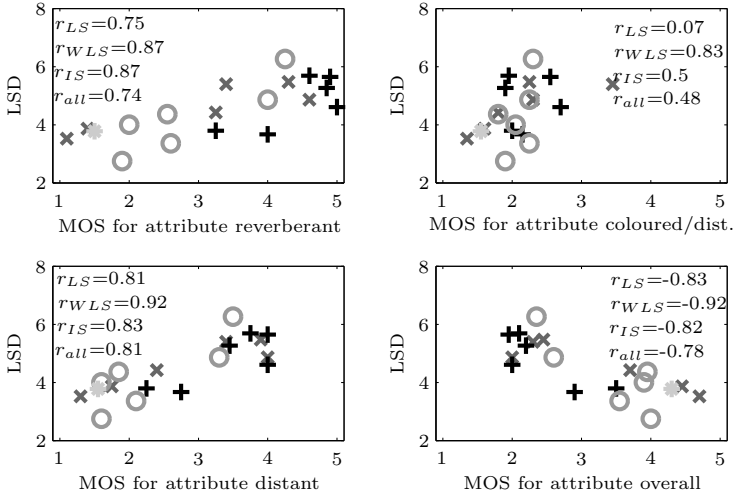 8
6
4
2
LSD
r_LS=0.75
r_WLS=0.87
r_IS=0.87
r_all=0.74
1 2 3 4 5
MOS for attribute reverberant
8
6
4
2
LSD
r_LS=0.07
r_WLS=0.83
r_IS=0.5
r_all=0.48
1 2 3 4 5
MOS for attribute coloured/dist.
8
6
4
2
LSD
r_LS=0.81
r_WLS=0.92
r_IS=0.83
r_all=0.81
1 2 3 4 5
MOS for attribute distant
8
6
4
2
LSD
r_LS=-0.83
r_WLS=-0.92
r_IS=-0.82
r_all=-0.78
1 2 3 4 5
MOS for attribute overall